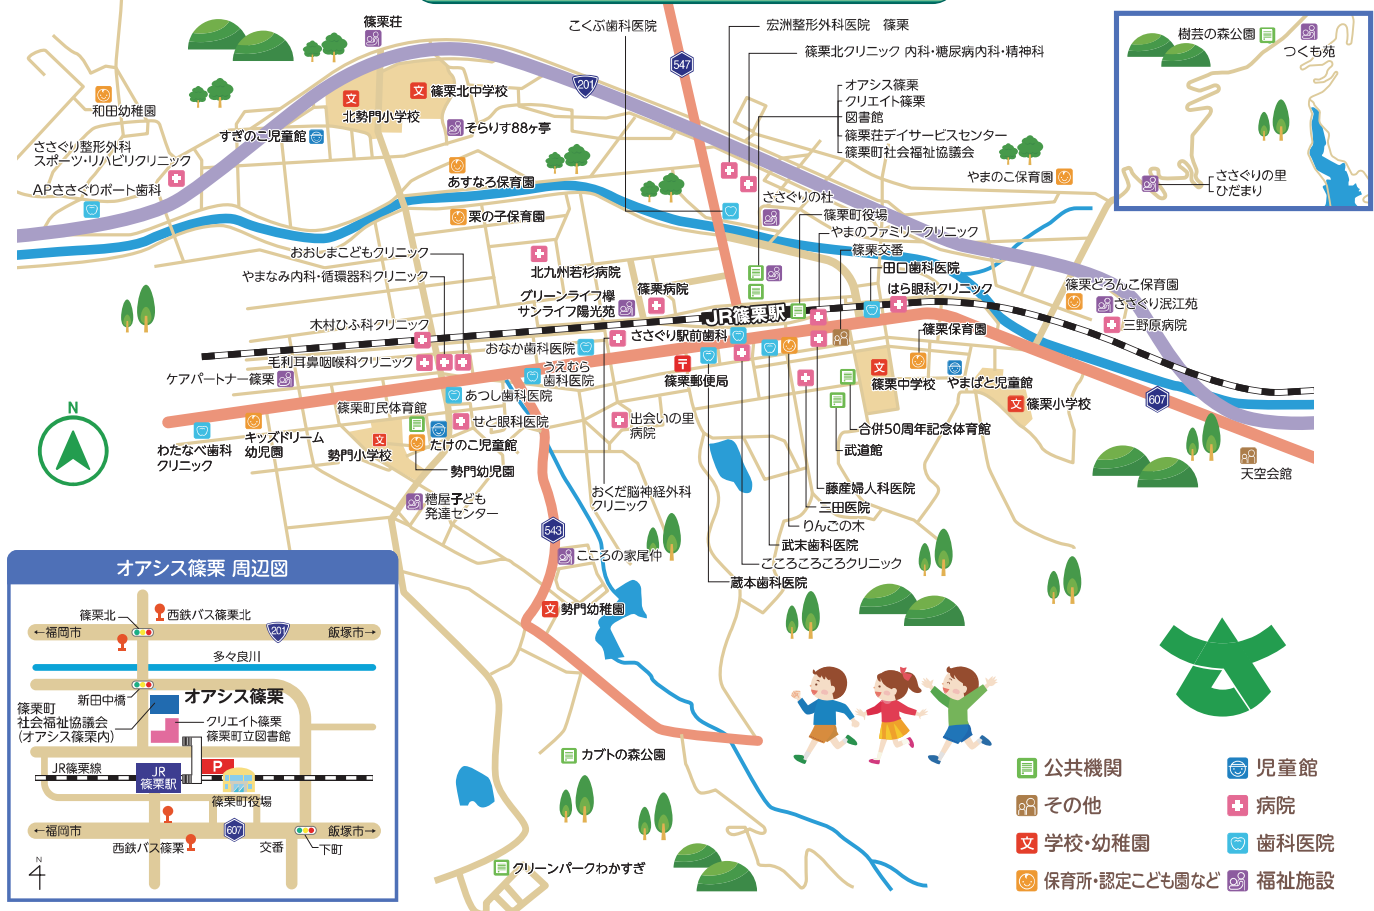 篠栗荘
こくぶ歯科医院
宏洲整形外科医院　篠栗
篠栗北クリニック 内科・糖尿病内科・精神科
547
201
オアシス篠栗
クリエイト篠栗
図書館
篠栗荘デイサービスセンター
篠栗町社会福祉協議会
樹芸の森公園
つくも苑
ささぐりの里
ひだまり
和田幼稚園
文
篠栗北中学校
文
北勢門小学校
そらりす88ヶ亭
すぎのこ児童館
ささぐり整形外科
スポーツ・リハビリクリニック
APささぐりポート歯科
あすなろ保育園
やまのこ保育園
栗の子保育園
ささぐりの杜
篠栗町役場
やまのファミリークリニック
篠栗交番
田口歯科医院
はら眼科クリニック
おおしまこどもクリニック
やまなみ内科・循環器科クリニック
北九州若杉病院
グリーンライフ欅
サンライフ陽光苑
篠栗病院
篠栗どろんこ保育園
ささぐり泯江苑
三野原病院
JR篠栗駅
木村ひふ科クリニック
ささぐり駅前歯科
篠栗保育園
毛利耳鼻咽喉科クリニック
おなか歯科医院
うえむら
歯科医院
篠栗郵便局
文
篠栗中学校
やまばと児童館
ケアパートナー篠栗
あつし歯科医院
文
篠栗小学校
607
篠栗町民体育館
せと眼科医院
出会いの里
病院
合併50周年記念体育館
武道館
N
わたなべ歯科
クリニック
キッズドリーム
幼児園
文
勢門小学校
たけのこ児童館
勢門幼児園
天空会館
藤産婦人科医院
三田医院
りんごの木
武末歯科医院
こころころころクリニック
蔵本歯科医院
おくだ脳神経外科
クリニック
糟屋子ども
発達センター
543
こころの家尾仲
文
勢門幼稚園
カブトの森公園
グリーンパークわかすぎ
オアシス篠栗 周辺図
篠栗北
西鉄バス篠栗北
←福岡市
201
飯塚市→
多々良川
新田中橋
オアシス篠栗
篠栗町
社会福祉協議会
(オアシス篠栗内)
クリエイト篠栗
篠栗町立図書館
JR篠栗線
JR
篠栗駅
P
篠栗町役場
←福岡市
607
飯塚市→
西鉄バス篠栗
交番
下町
N
公共機関
児童館
その他
病院
文
学校・幼稚園
歯科医院
保育所・認定こども園など
福祉施設